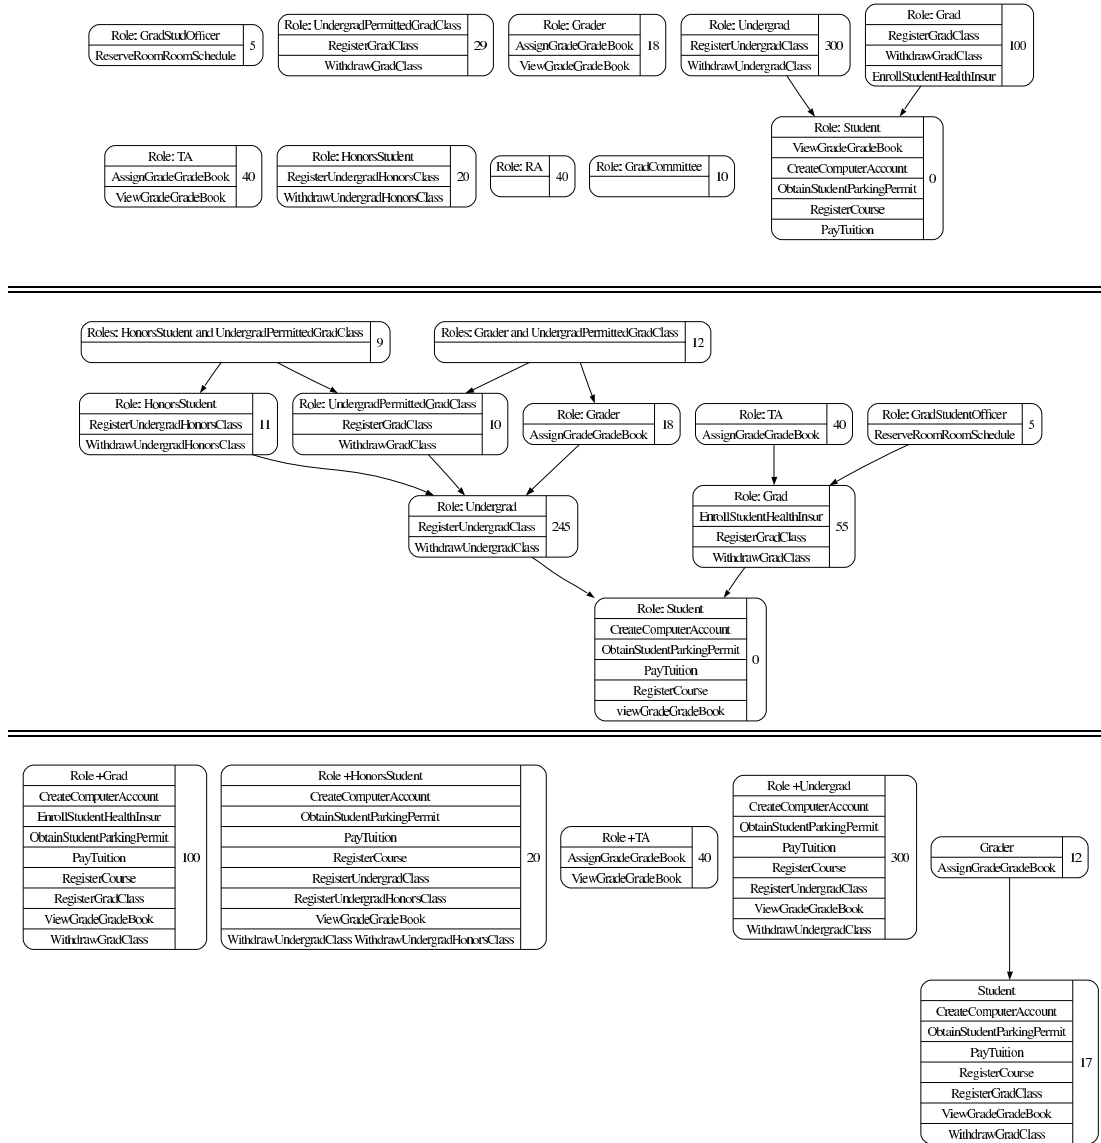 Role: GradStudOfficer
ReserveRoomRoomSchedule
5
Role: UndergradPermittedGradClass
RegisterGradClass
WithdrawGradClass
29
Role: Grader
AssignGradeGradeBook
ViewGradeGradeBook
18
Role: Undergrad
RegisterUndergradClass
WithdrawUndergradClass
300
Role: Grad
RegisterGradClass
WithdrawGradClass
EnrollStudentHealthInsur
100
Role: TA
AssignGradeGradeBook
ViewGradeGradeBook
40
Role: HonorsStudent
RegisterUndergradHonorsClass
WithdrawUndergradHonorsClass
20
Role: RA
40
Role: GradCommittee
10
Role: Student
ViewGradeGradeBook
CreateComputerAccount
ObtainStudentParkingPermit
RegisterCourse
PayTuition
0
Roles: HonorsStudent and UndergradPermittedGradClass
9
Roles: Grader and UndergradPermittedGradClass
12
Role: HonorsStudent
RegisterUndergradHonorsClass
WithdrawUndergradHonorsClass
11
Role: UndergradPermittedGradClass
RegisterGradClass
WithdrawGradClass
10
Role: Grader
AssignGradeGradeBook
18
Role: TA
AssignGradeGradeBook
40
Role: GradStudentOfficer
ReserveRoomRoomSchedule
5
Role: Undergrad
RegisterUndergradClass
WithdrawUndergradClass
245
Role: Grad
EnrollStudentHealthInsur
RegisterGradClass
WithdrawGradClass
55
Role: Student
CreateComputerAccount
ObtainStudentParkingPermit
PayTuition
RegisterCourse
viewGradeGradeBook
0
Role +Grad
CreateComputerAccount
EnrollStudentHealthInsur
ObtainStudentParkingPermit
PayTuition
RegisterCourse
RegisterGradClass
ViewGradeGradeBook
WithdrawGradClass
100
Role +HonorsStudent
CreateComputerAccount
ObtainStudentParkingPermit
PayTuition
RegisterCourse
RegisterUndergradClass
RegisterUndergradHonorsClass
ViewGradeGradeBook
WithdrawUndergradClass WithdrawUndergradHonorsClass
20
Role +TA
AssignGradeGradeBook
ViewGradeGradeBook
40
Role +Undergrad
CreateComputerAccount
ObtainStudentParkingPermit
PayTuition
RegisterCourse
RegisterUndergradClass
ViewGradeGradeBook
WithdrawUndergradClass
300
Grader
AssignGradeGradeBook
12
Student
CreateComputerAccount
ObtainStudentParkingPermit
PayTuition
RegisterCourse
RegisterGradClass
ViewGradeGradeBook
WithdrawGradClass
17